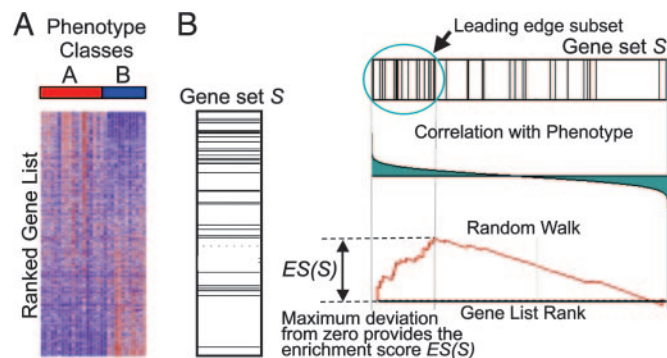 A
Phenotype
Classes
A B
Ranked Gene List
B
Gene set S
Leading edge subset
Gene set S
Correlation with Phenotype
Random Walk
ES(S)
Gene List Rank
Maximum deviation
from zero provides the
enrichment score ES(S)